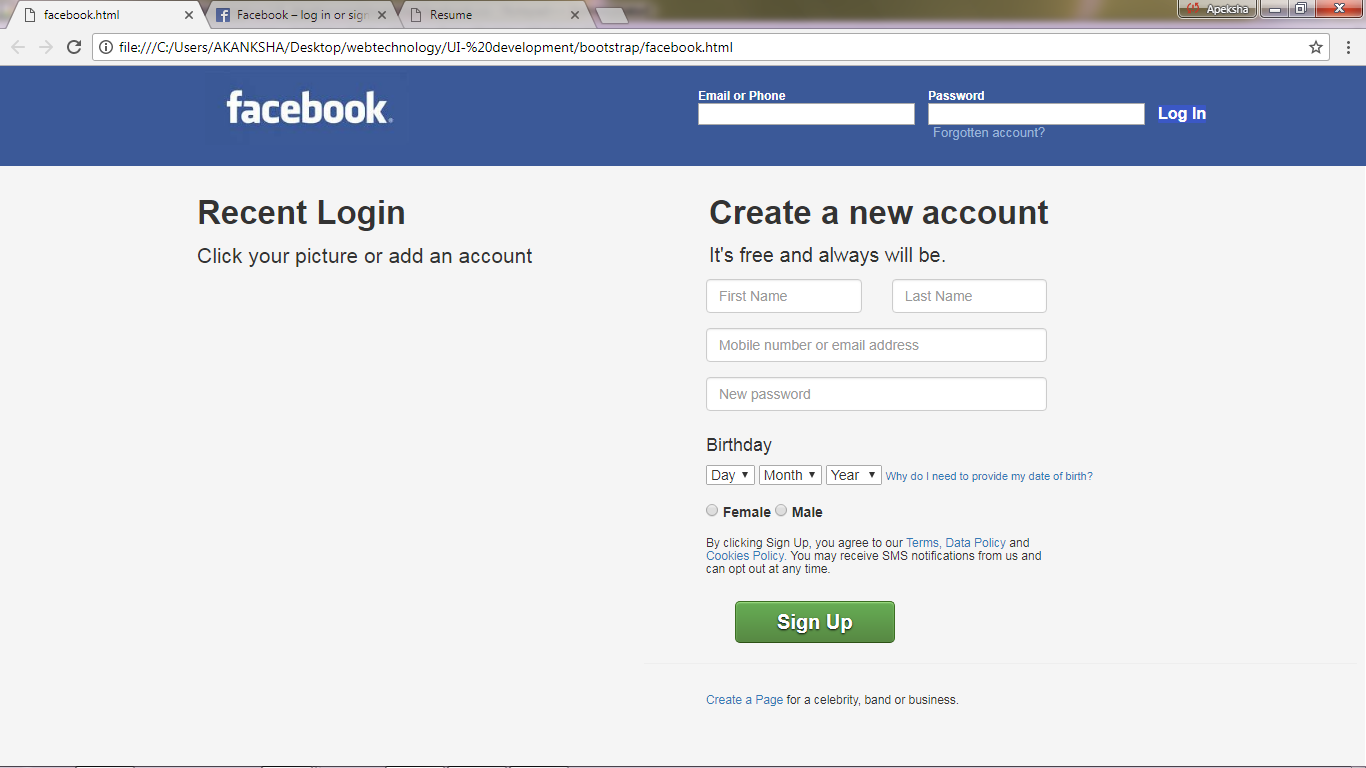 facebook.html
Facebook – log in or sign
Resume
Apeksha
file:///C:/Users/AKANKSHA/Desktop/webtechnology/UI-%20development/bootstrap/facebook.html
facebook.
Email or Phone
Password
Log In
Forgotten account?
Recent Login
Click your picture or add an account
Create a new account
It's free and always will be.
First Name
Last Name
Mobile number or email address
New password
Birthday
Day Month Year Why do I need to provide my date of birth?
Female Male
By clicking Sign Up, you agree to our Terms, Data Policy and
Cookies Policy. You may receive SMS notifications from us and
can opt out at any time.
Sign Up
Create a Page for a celebrity, band or business.